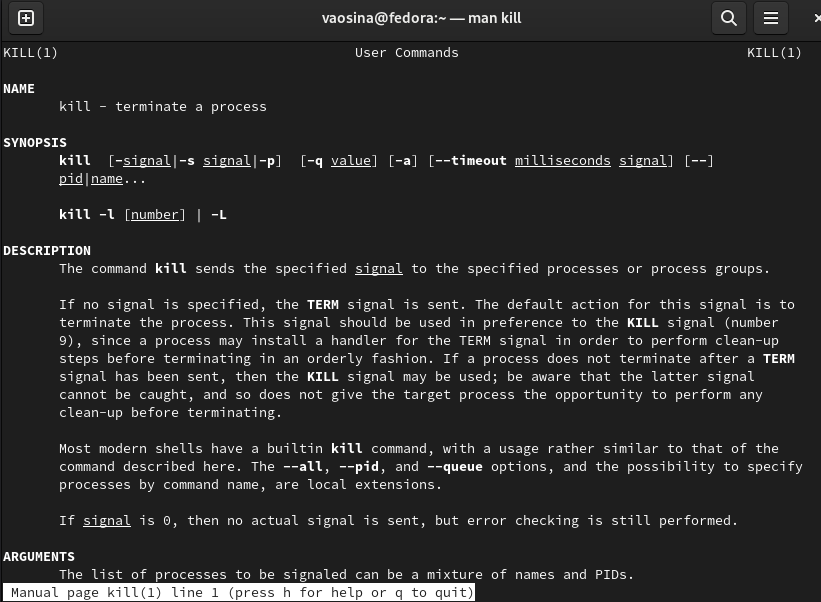 vaosina@fedora:~ — man kill
KILL(1) User Commands KILL(1)
NAME
kill - terminate a process
SYNOPSIS
kill [-signal|-s signal|-p] [-q value] [-a] [--timeout milliseconds signal] [--]
pid|name...
kill -l [number] | -L
DESCRIPTION
The command kill sends the specified signal to the specified processes or process groups.
If no signal is specified, the TERM signal is sent. The default action for this signal is to
terminate the process. This signal should be used in preference to the KILL signal (number
9), since a process may install a handler for the TERM signal in order to perform clean-up
steps before terminating in an orderly fashion. If a process does not terminate after a TERM
signal has been sent, then the KILL signal may be used; be aware that the latter signal
cannot be caught, and so does not give the target process the opportunity to perform any
clean-up before terminating.
Most modern shells have a builtin kill command, with a usage rather similar to that of the
command described here. The --all, --pid, and --queue options, and the possibility to specify
processes by command name, are local extensions.
If signal is 0, then no actual signal is sent, but error checking is still performed.
ARGUMENTS
The list of processes to be signaled can be a mixture of names and PIDs.
Manual page kill(1) line 1 (press h for help or q to quit)